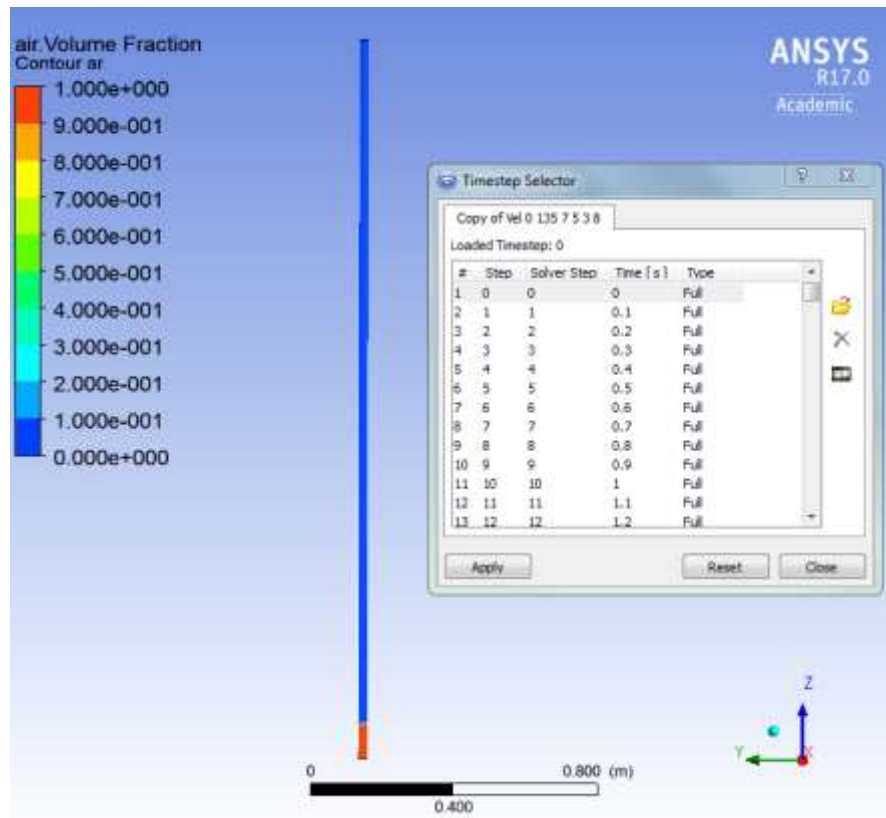 air.Volume Fraction
Contour ar
1.000e+000
9.000e-001
8.000e-001
7.000e-001
6.000e-001
5.000e-001
4.000e-001
3.000e-001
2.000e-001
1.000e-001
0.000e+000
ANSYS
R17.0
Academic
Timestep Selector
Copy of Vel 0 135 7 5 3 8
Loaded Timestep: 0
# Step Solver Step Time [s] Type
1 0 0 0 Full
2 1 1 0.1 Full
3 2 2 0.2 Full
4 3 3 0.3 Full
5 4 4 0.4 Full
6 5 5 0.5 Full
7 6 6 0.6 Full
8 7 7 0.7 Full
9 8 8 0.8 Full
10 9 9 0.9 Full
11 10 10 1 Full
12 11 11 1.1 Full
13 12 12 1.2 Full
Apply Reset Close
Z
Y X
0 0.800 (m)
0.400